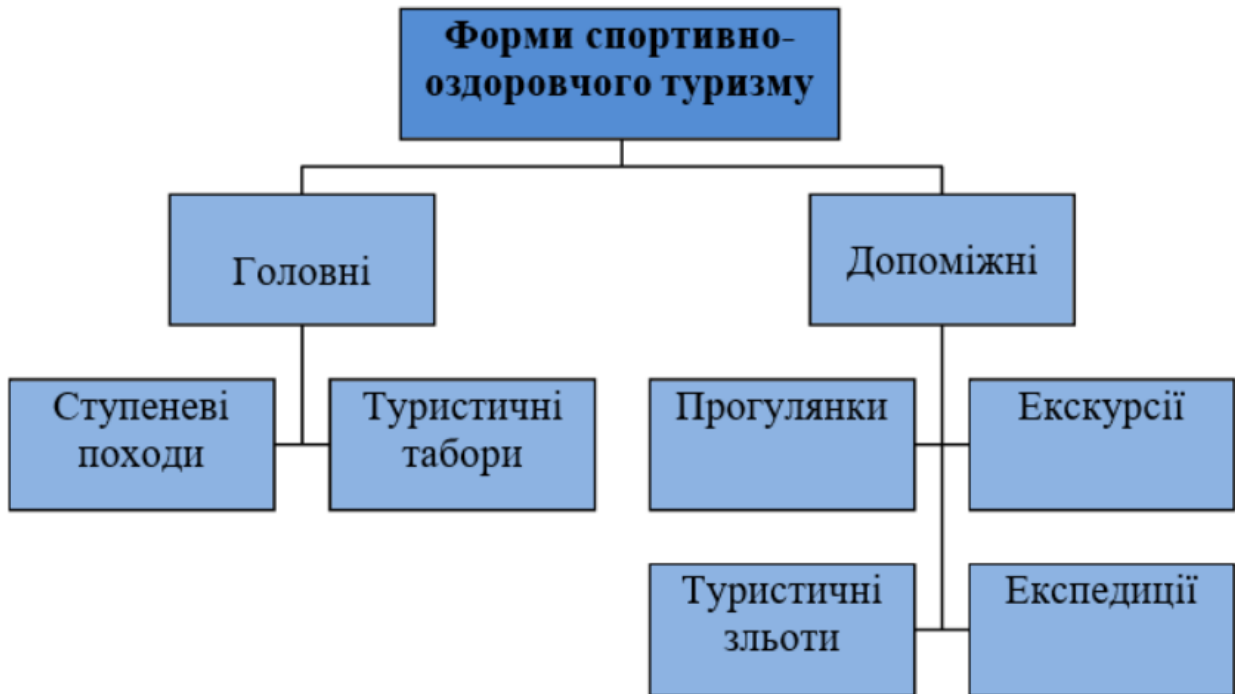 Форми спортивно-
оздоровчого туризму
Головні
Допоміжні
Ступеневі
походи
Туристичні
табори
Прогулянки
Екскурсії
Туристичні
зльоти
Експедиції